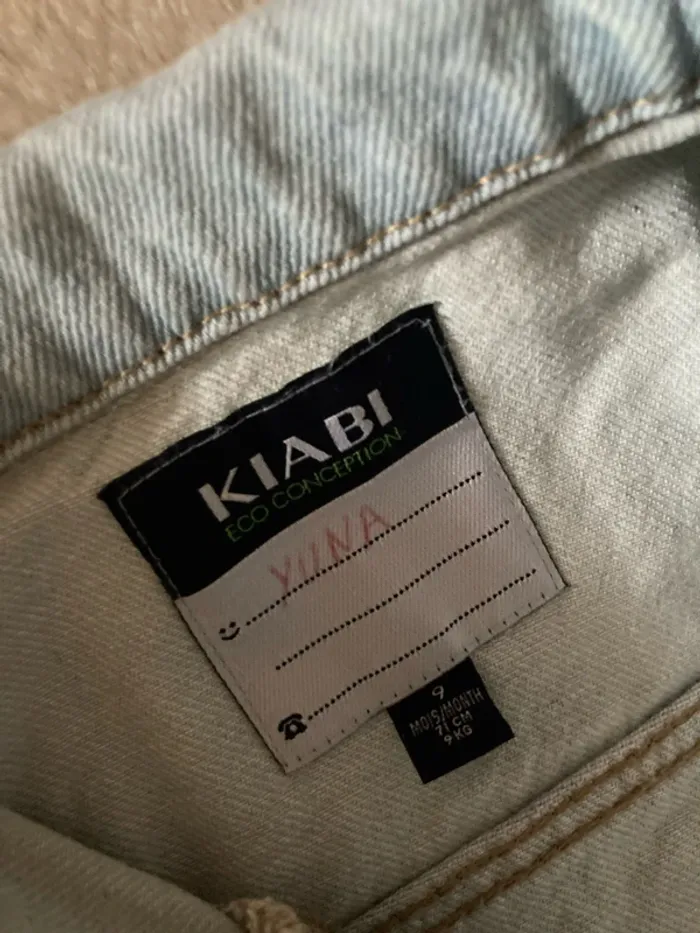 KIABI
ECO CONCEPTION
YUNA
9
MOIS/MONTH
71 CM
9 KG